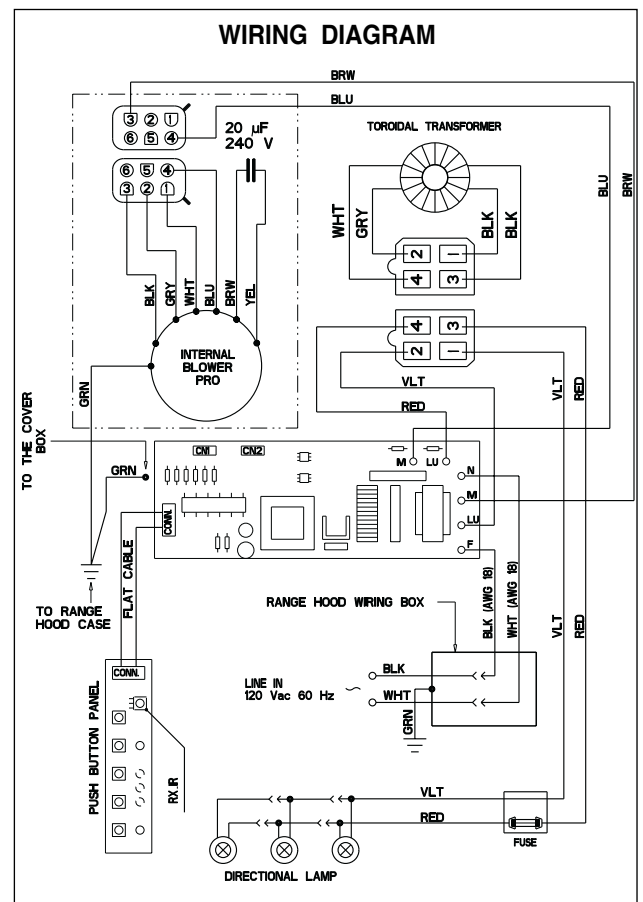 WIRING DIAGRAM
BRW
BLU
3 2 1
6 5 4
20 µF
240 V
6 5 4
3 2 1
TOROIDAL TRANSFORMER
BLU
BRW
WHT
GRY
BLK
BLK
2 1
4 3
4 3
2 1
BLK
GRY
WHT
BLU
BRW
YEL
INTERNAL
BLOWER
PRO
GRN
VLT
RED
VLT
RED
TO THE COVER
BOX
GRN
CN1
CN2
M
LU
N
M
LU
F
CONN.
FLAT CABLE
TO RANGE
HOOD CASE
RANGE HOOD WIRING BOX
BLK (AWG 18)
WHT (AWG 18)
VLT
RED
CONN.
PUSH BUTTON PANEL
RX.IR
LINE IN
120 Vac 60 Hz
~
BLK
WHT
GRN
VLT
RED
FUSE
DIRECTIONAL LAMP